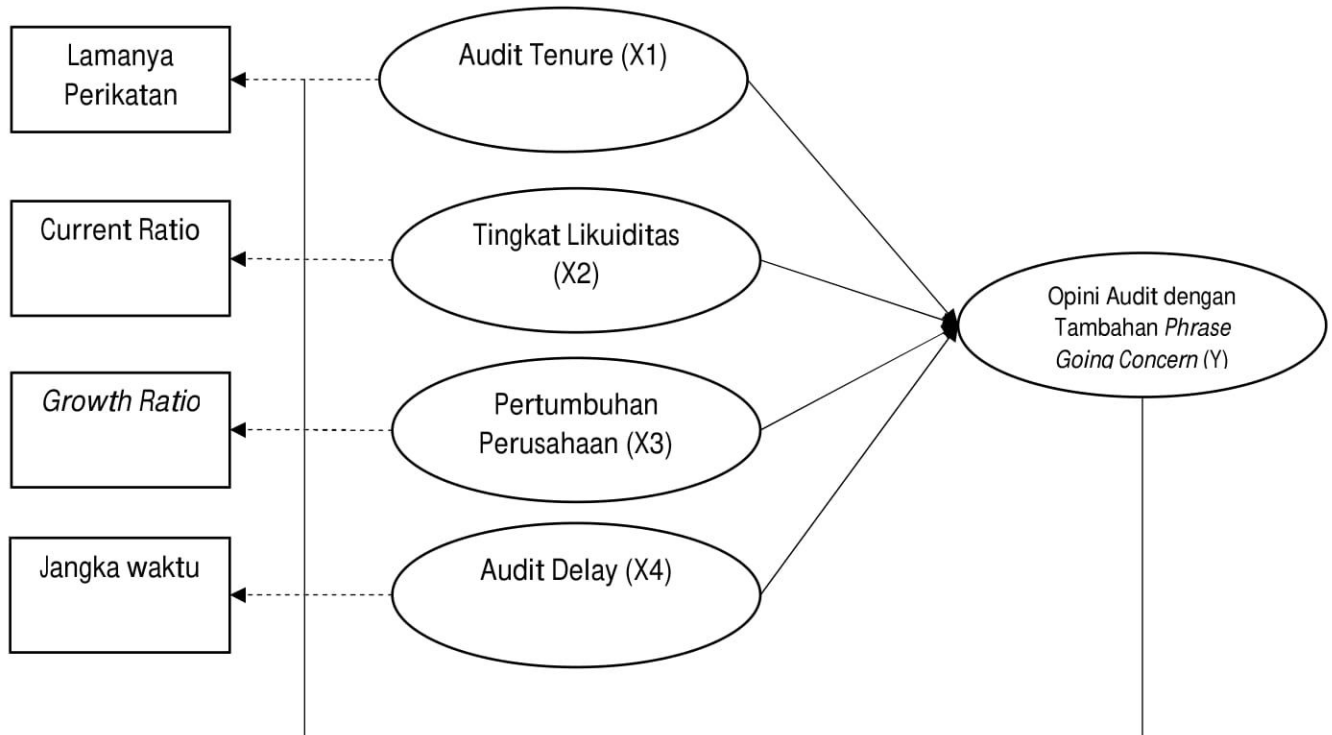 Lamanya
Perikatan
Audit Tenure (X1)
Current Ratio
Tingkat Likuiditas
(X2)
Opini Audit dengan
Tambahan Phrase
Going Concern (Y)
Growth Ratio
Pertumbuhan
Perusahaan (X3)
Jangka waktu
Audit Delay (X4)